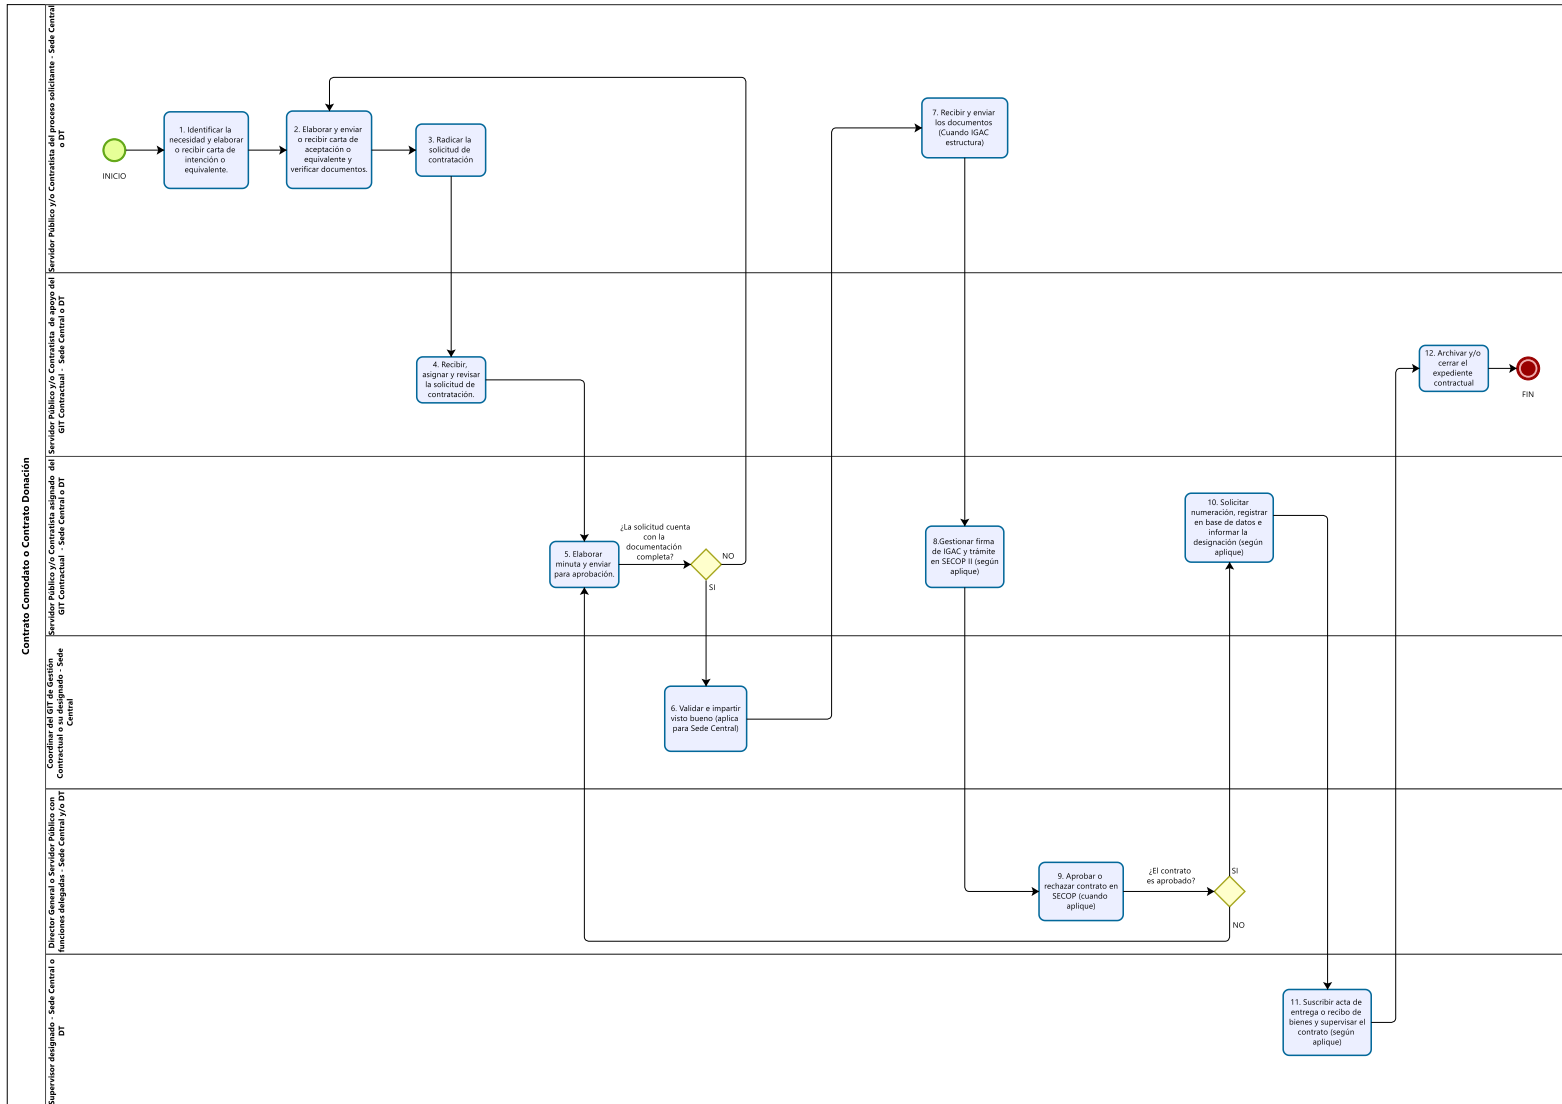 Contrato Comodato o Contrato Donación
Servidor Público y/o Contratista del proceso solicitante - Sede Central
o DT
INICIO
1. Identificar la
necesidad y elaborar
o recibir carta de
intención o
equivalente.
2. Elaborar y enviar
o recibir carta de
aceptación o
equivalente y
verificar documentos.
3. Radicar la
solicitud de
contratación
7. Recibir y enviar
los documentos
(Cuando IGAC
estructura)
Servidor Público y/o Contratista de apoyo del
GIT Contractual - Sede Central o DT
4. Recibir,
asignar y revisar
la solicitud de
contratación.
12. Archivar y/o
cerrar el
expediente
contractual
FIN
Servidor Público y/o Contratista asignado del
GIT Contractual - Sede Central o DT
5. Elaborar
minuta y enviar
para aprobación.
¿La solicitud cuenta
con la
documentación
completa?
NO
SI
8.Gestionar firma
de IGAC y trámite
en SECOP II (según
aplique)
10. Solicitar
numeración, registrar
en base de datos e
informar la
designación (según
aplique)
Coordinar del GIT de Gestión
Contractual o su designado - Sede
Central
6. Validar e impartir
visto bueno (aplica
para Sede Central)
Director General o Servidor Público con
funciones delegadas - Sede Central y/o DT
9. Aprobar o
rechazar contrato en
SECOP (cuando
aplique)
¿El contrato
es aprobado?
SI
NO
Supervisor designado - Sede Central o
DT
11. Suscribir acta de
entrega o recibo de
bienes y supervisar el
contrato (según
aplique)